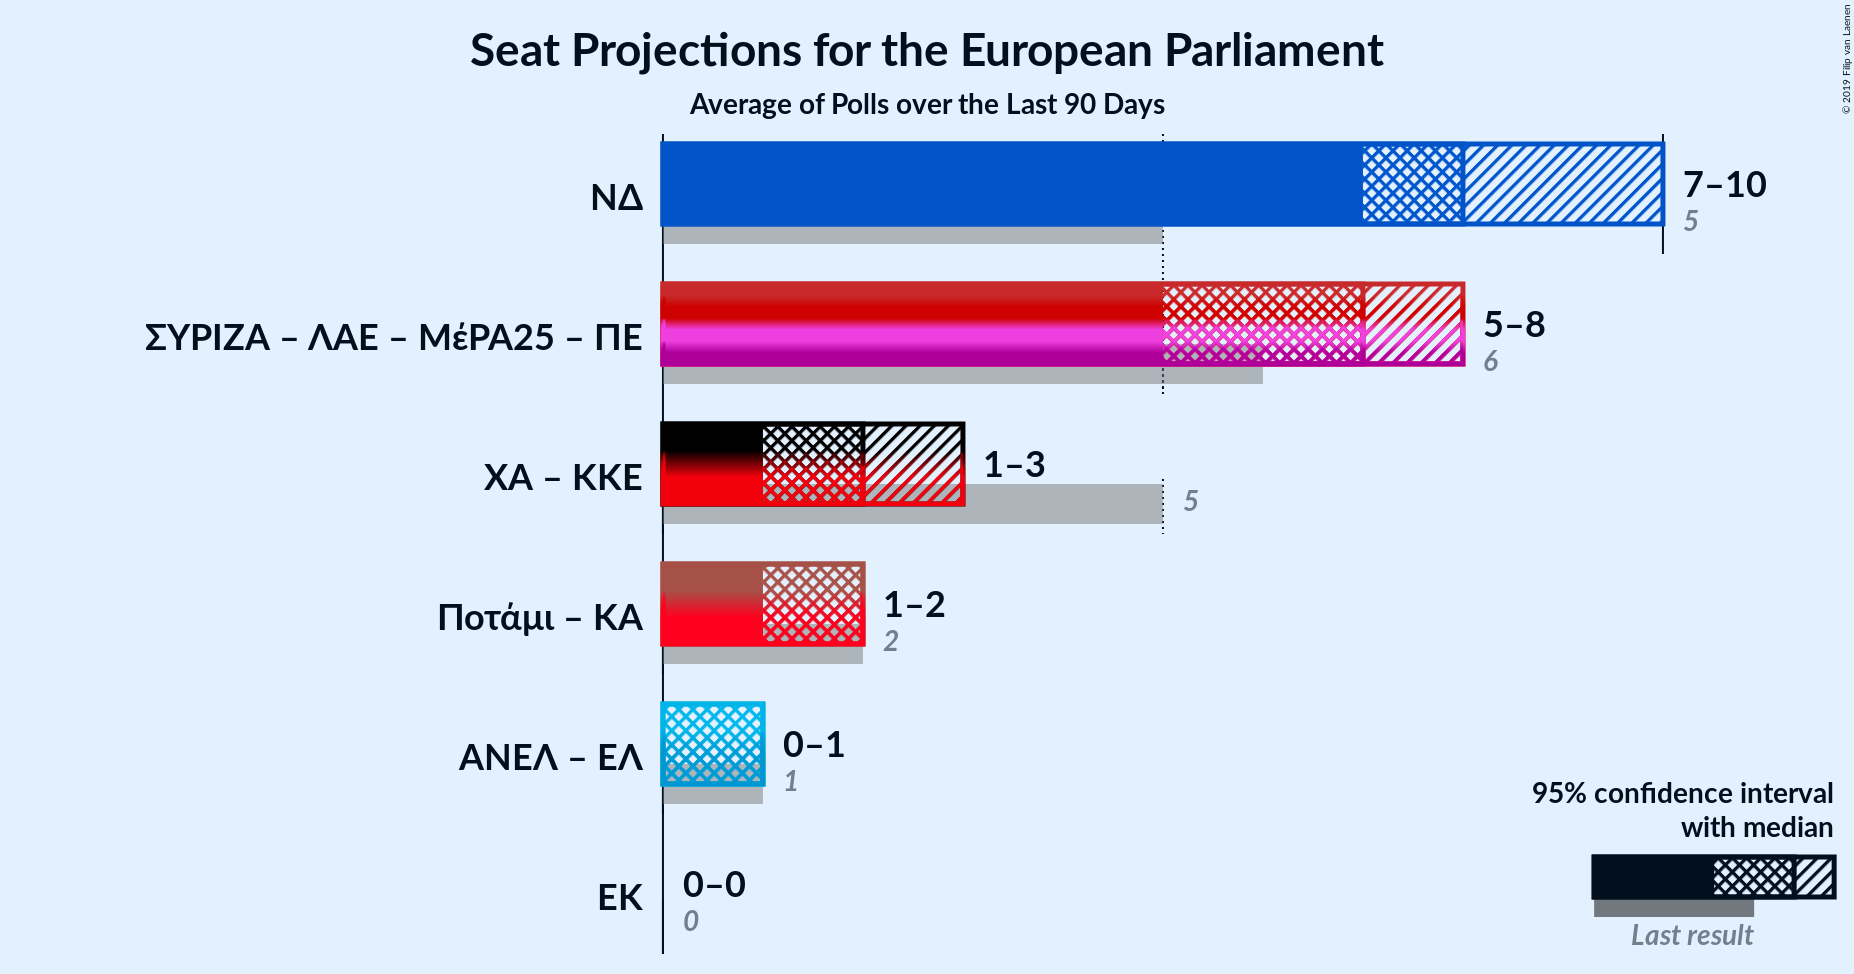 Seat Projections for the European Parliament
Average of Polls over the Last 90 Days
© 2019 Filip van Laenen
ΝΔ
7–10
5
ΣΥΡΙΖΑ – ΛΑΕ – ΜέΡΑ25 – ΠΕ
5–8
6
ΧΑ – ΚΚΕ
1–3
5
Ποτάμι – ΚΑ
1–2
2
ΑΝΕΛ – ΕΛ
0–1
1
ΕΚ
0–0
0
95% confidence interval
with median
Last result